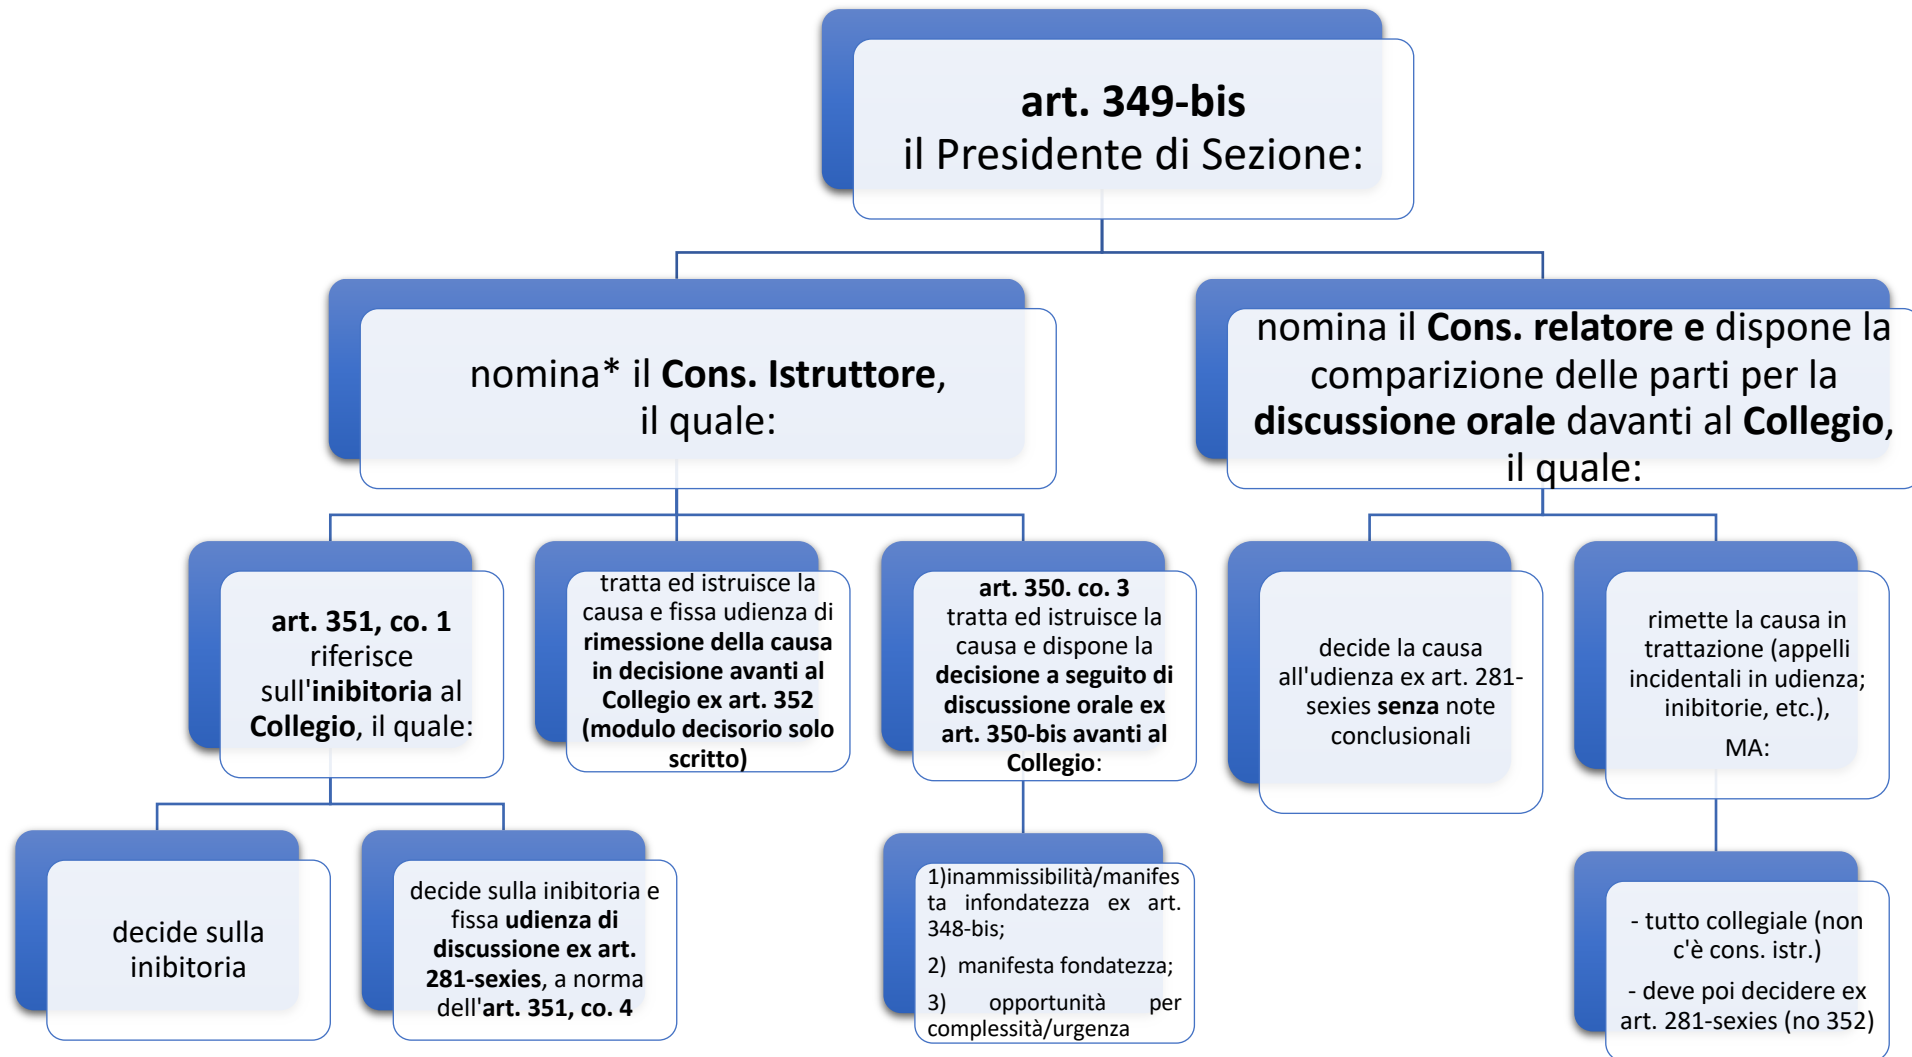 art. 349-bis
il Presidente di Sezione:
nomina* il Cons. Istruttore,
il quale:
nomina il Cons. relatore e dispone la
comparizione delle parti per la
discussione orale davanti al Collegio,
il quale:
art. 351, co. 1
riferisce
sull'inibitoria al
Collegio, il quale:
tratta ed istruisce la
causa e fissa udienza di
rimessione della causa
in decisione avanti al
Collegio ex art. 352
(modulo decisorio solo
scritto)
art. 350. co. 3
tratta ed istruisce la
causa e dispone la
decisione a seguito di
discussione orale ex
art. 350-bis avanti al
Collegio:
decide la causa
all'udienza ex art. 281-
sexies senza note
conclusionali
rimette la causa in
trattazione (appelli
incidentali in udienza;
inibitorie, etc.),
MA:
decide sulla
inibitoria
decide sulla inibitoria e
fissa udienza di
discussione ex art.
281-sexies, a norma
dell'art. 351, co. 4
1)inammissibilità/manifes
ta infondatezza ex art.
348-bis;
2) manifesta fondatezza;
3) opportunità per
complessità/urgenza
- tutto collegiale (non
c'è cons. istr.)
- deve poi decidere ex
art. 281-sexies (no 352)